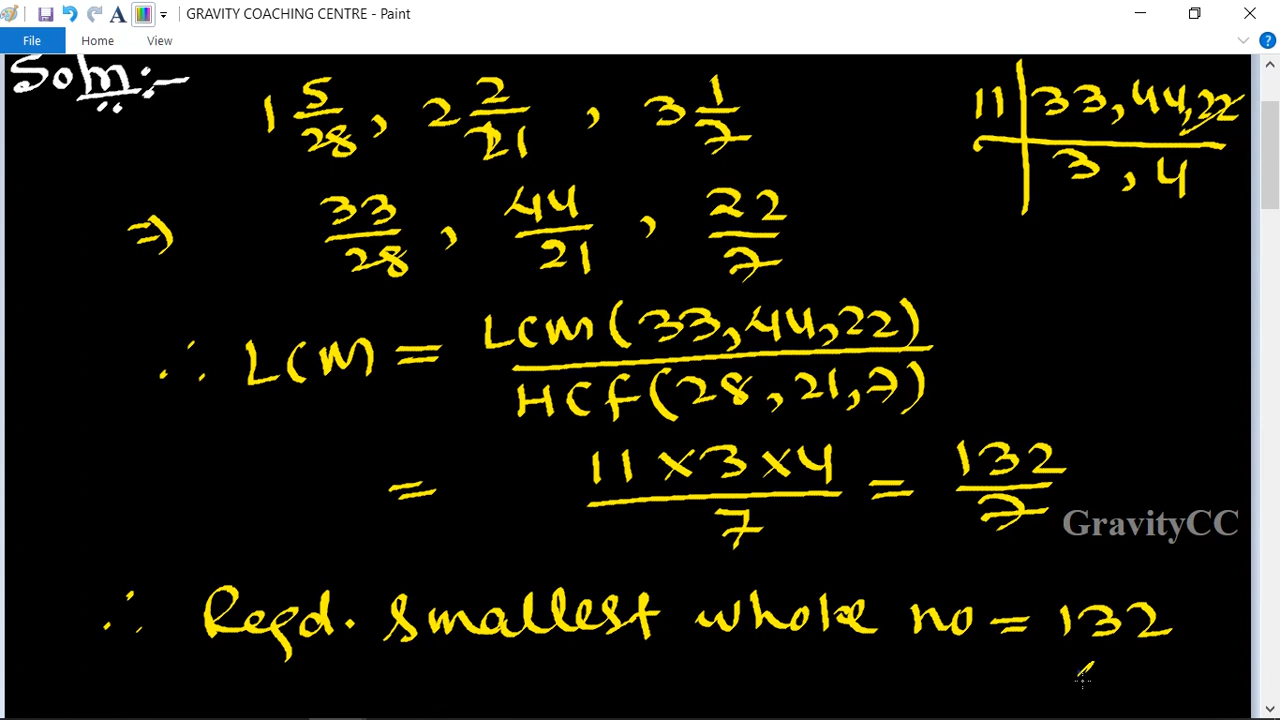 GRAVITY COACHING CENTRE - Paint
File Home View
Soln:-
1 5/28, 2 2/21, 3 1/7
11 | 33, 44, 22
3, 4
⇒ 33/28, 44/21, 22/7
∴ LCM = LCM(33,44,22)/HCF(28,21,7)
= 11×3×4/7 = 132/7
GravityCC
∴ Reqd. smallest whole no = 132